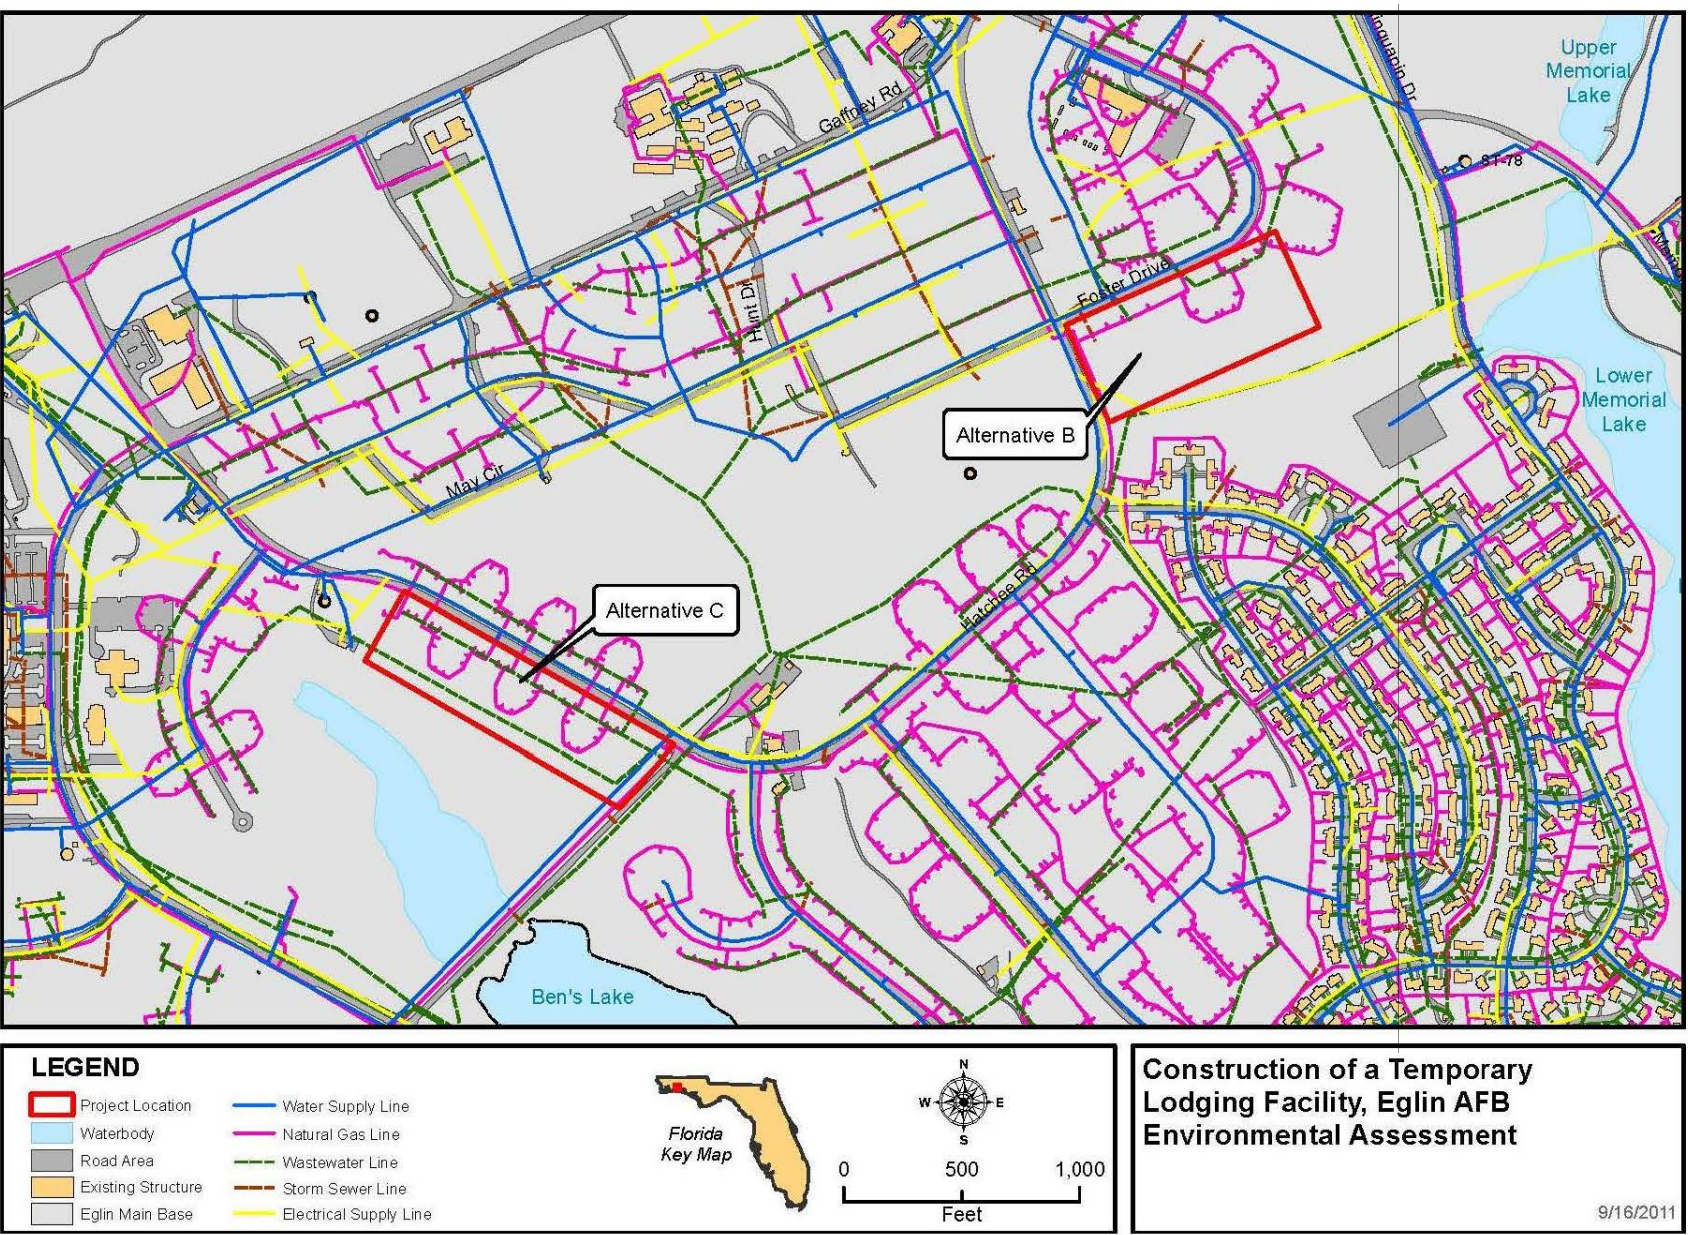 Upper
Memorial
Lake
Gaffney Rd
ST-78
Hunt Dr
Foster Drive
Lower
Memorial
Lake
Alternative B
May Cir
Hatchee Rd
Alternative C
Ben's Lake
LEGEND
Project Location
Waterbody
Road Area
Existing Structure
Eglin Main Base
Water Supply Line
Natural Gas Line
Wastewater Line
Storm Sewer Line
Electrical Supply Line
Florida
Key Map
N
W
E
S
0 500 1,000
Feet
Construction of a Temporary
Lodging Facility, Eglin AFB
Environmental Assessment
9/16/2011